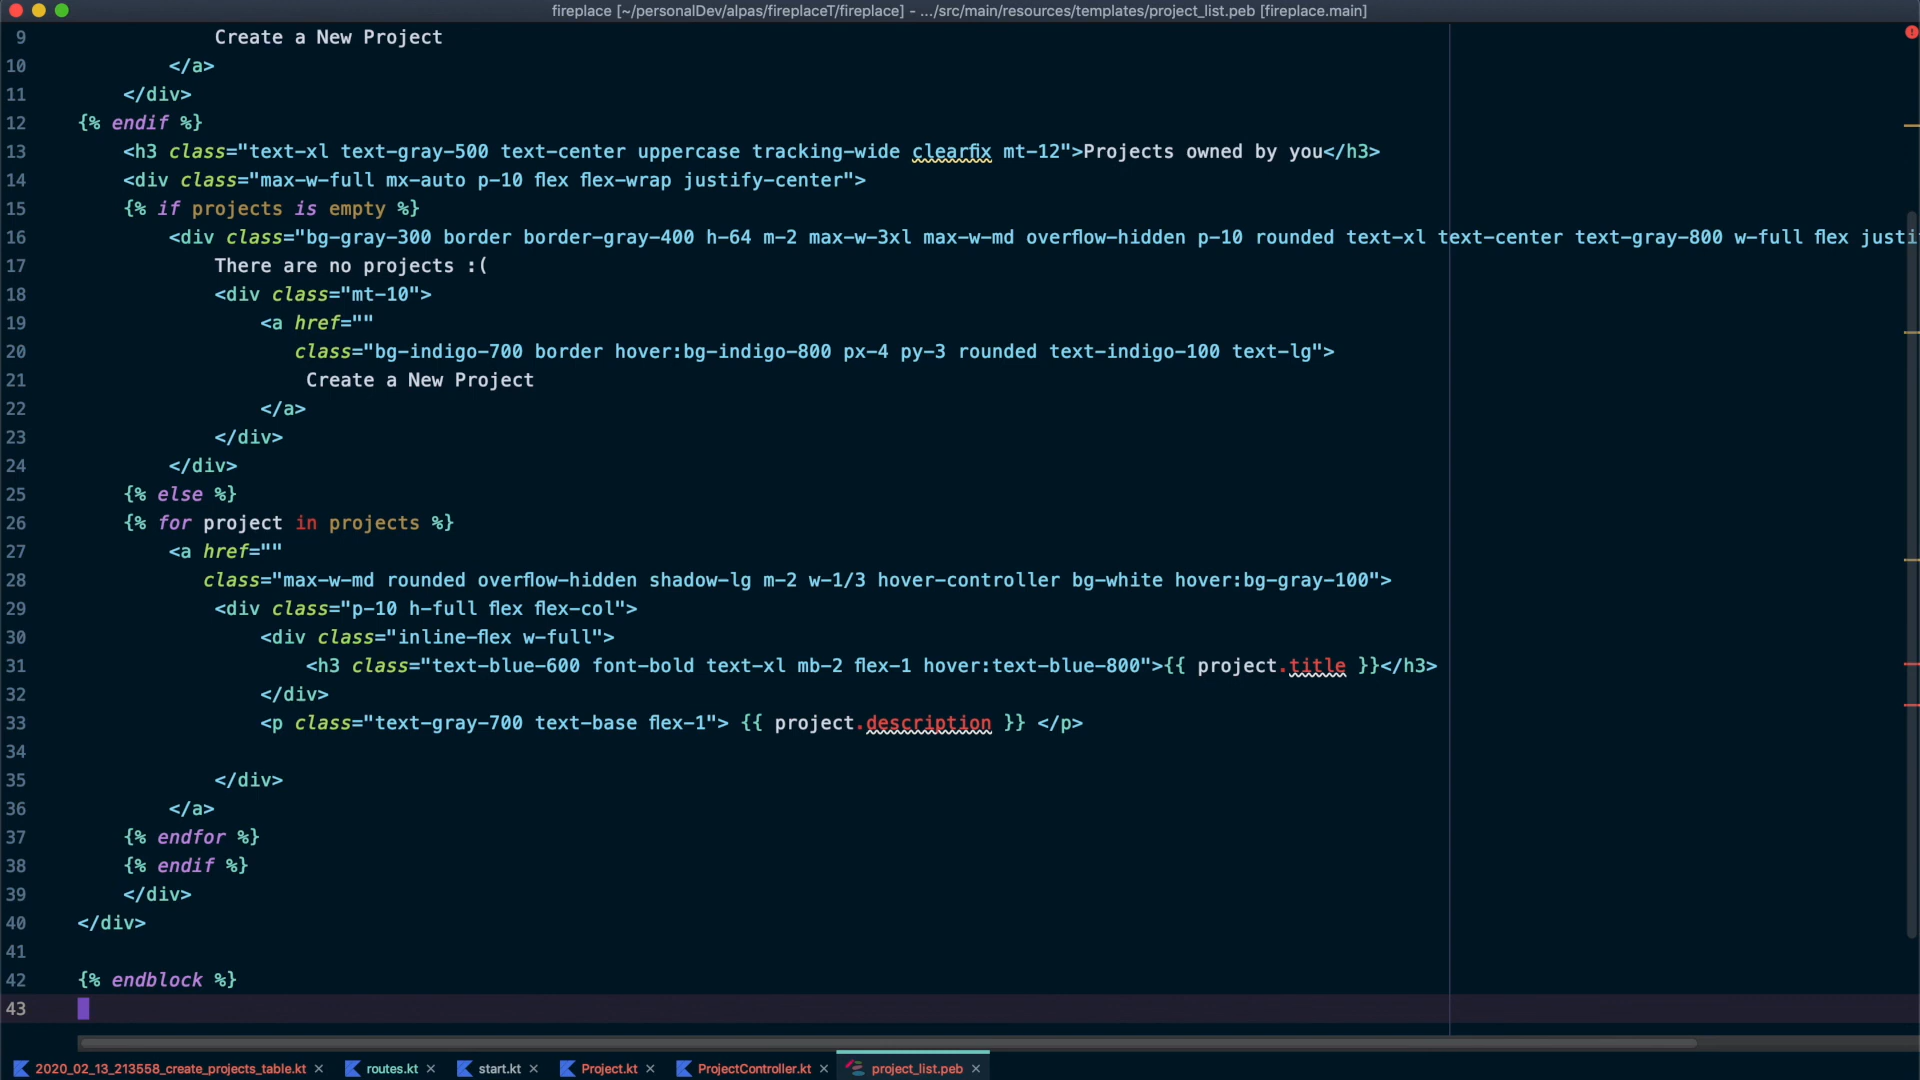 fireplace [~/personalDev/alpas/fireplaceT/fireplace] - .../src/main/resources/templates/project_list.peb [fireplace.main]
9 Create a New Project
10 </a>
11 </div>
12 {% endif %}
13 <h3 class="text-xl text-gray-500 text-center uppercase tracking-wide clearfix mt-12">Projects owned by you</h3>
14 <div class="max-w-full mx-auto p-10 flex flex-wrap justify-center">
15 {% if projects is empty %}
16 <div class="bg-gray-300 border border-gray-400 h-64 m-2 max-w-3xl max-w-md overflow-hidden p-10 rounded text-xl text-center text-gray-800 w-full flex justi
17 There are no projects :(
18 <div class="mt-10">
19 <a href=""
20 class="bg-indigo-700 border hover:bg-indigo-800 px-4 py-3 rounded text-indigo-100 text-lg">
21 Create a New Project
22 </a>
23 </div>
24 </div>
25 {% else %}
26 {% for project in projects %}
27 <a href=""
28 class="max-w-md rounded overflow-hidden shadow-lg m-2 w-1/3 hover-controller bg-white hover:bg-gray-100">
29 <div class="p-10 h-full flex flex-col">
30 <div class="inline-flex w-full">
31 <h3 class="text-blue-600 font-bold text-xl mb-2 flex-1 hover:text-blue-800">{{ project.title }}</h3>
32 </div>
33 <p class="text-gray-700 text-base flex-1"> {{ project.description }} </p>
34
35 </div>
36 </a>
37 {% endfor %}
38 {% endif %}
39 </div>
40 </div>
41
42 {% endblock %}
43
2020_02_13_213558_create_projects_table.kt × routes.kt × start.kt × Project.kt × ProjectController.kt × project_list.peb ×